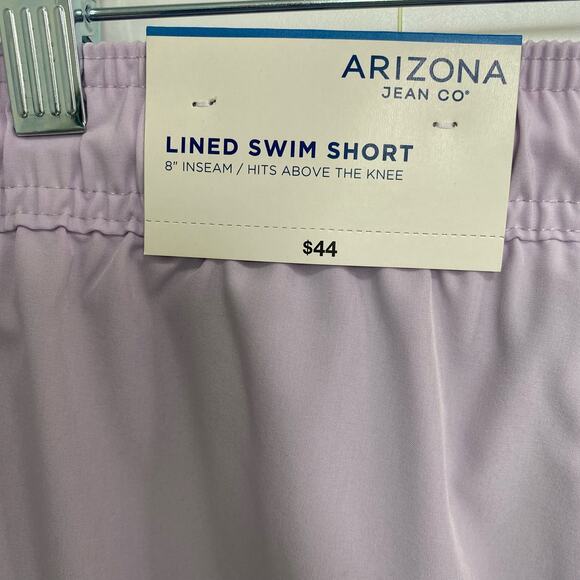 ARIZONA
JEAN CO®
LINED SWIM SHORT
8" INSEAM / HITS ABOVE THE KNEE
$44